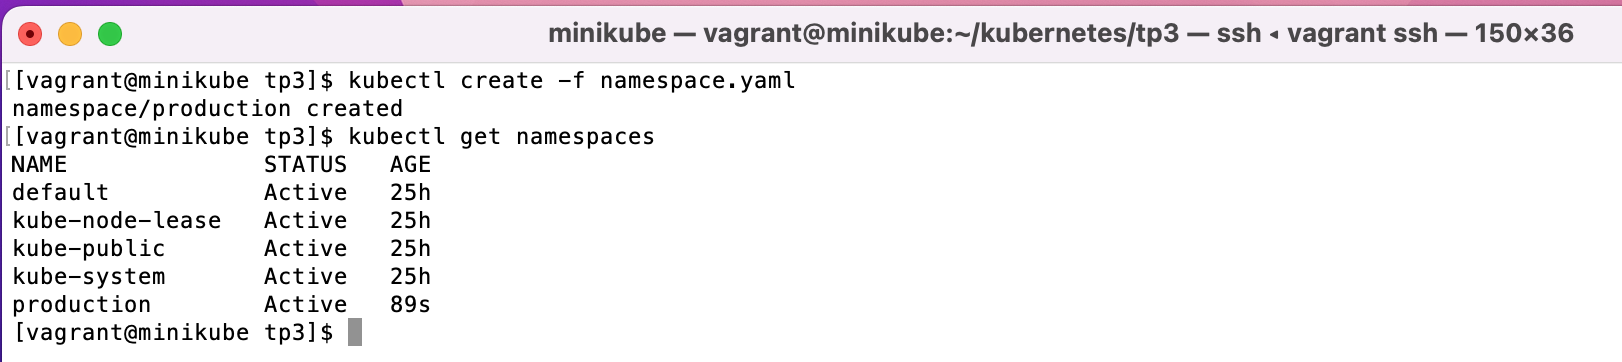 minikube — vagrant@minikube:~/kubernetes/tp3 — ssh ◂ vagrant ssh — 150×36
[[vagrant@minikube tp3]$ kubectl create -f namespace.yaml
namespace/production created
[[vagrant@minikube tp3]$ kubectl get namespaces
NAME              STATUS   AGE
default           Active   25h
kube-node-lease   Active   25h
kube-public       Active   25h
kube-system       Active   25h
production        Active   89s
[vagrant@minikube tp3]$